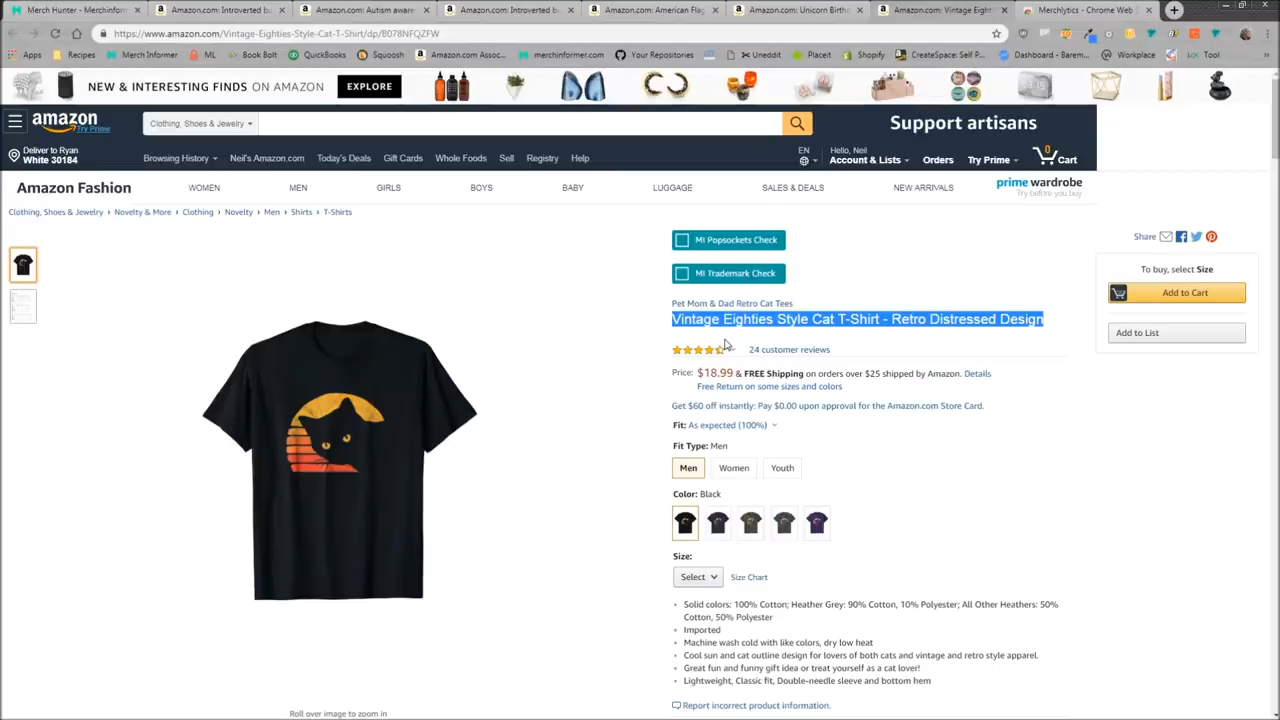 Merch Hunter - Merchinform
Amazon.com: Introverted bu
Amazon.com: Autism aware
Amazon.com: Introverted be
Amazon.com: American Flag
Amazon.com: Unicorn Birtho
Amazon.com: Vintage Eight
Merchlytics - Chrome Web
https://www.amazon.com/Vintage-Eighties-Style-Cat-T-Shirt/dp/B078NFQZFW
Apps
Recipes
Merch Informer
ML
Book Bolt
QuickBooks
Squoosh
Amazon.com Assoc...
merchinformer.com
Your Repositories
Uneddit
Placeit
Shopify
CreateSpace: Self P...
Dashboard - Barem...
Workplace
Tool
NEW & INTERESTING FINDS ON AMAZON
EXPLORE
amazon
Try Prime
Clothing, Shoes & Jewelry
Support artisans
Deliver to Ryan
White 30184
Browsing History
Neil's Amazon.com
Today's Deals
Gift Cards
Whole Foods
Sell
Registry
Help
EN
Hello, Neil
Account & Lists
Orders
Try Prime
0
Cart
Amazon Fashion
WOMEN
MEN
GIRLS
BOYS
BABY
LUGGAGE
SALES & DEALS
NEW ARRIVALS
prime wardrobe
Try before you buy
Clothing, Shoes & Jewelry › Novelty & More › Clothing › Novelty › Men › Shirts › T-Shirts
MI Popsockets Check
Share
MI Trademark Check
To buy, select Size
Add to Cart
Add to List
Pet Mom & Dad Retro Cat Tees
Vintage Eighties Style Cat T-Shirt - Retro Distressed Design
24 customer reviews
Price: $18.99 & FREE Shipping on orders over $25 shipped by Amazon. Details
Free Return on some sizes and colors
Get $60 off instantly: Pay $0.00 upon approval for the Amazon.com Store Card.
Fit: As expected (100%)
Fit Type: Men
Men
Women
Youth
Color: Black
Size:
Select
Size Chart
Solid colors: 100% Cotton; Heather Grey: 90% Cotton, 10% Polyester; All Other Heathers: 50%
Cotton, 50% Polyester
Imported
Machine wash cold with like colors, dry low heat
Cool sun and cat outline design for lovers of both cats and vintage and retro style apparel.
Great fun and funny gift idea or treat yourself as a cat lover!
Lightweight, Classic fit, Double-needle sleeve and bottom hem
Report incorrect product information.
Roll over image to zoom in